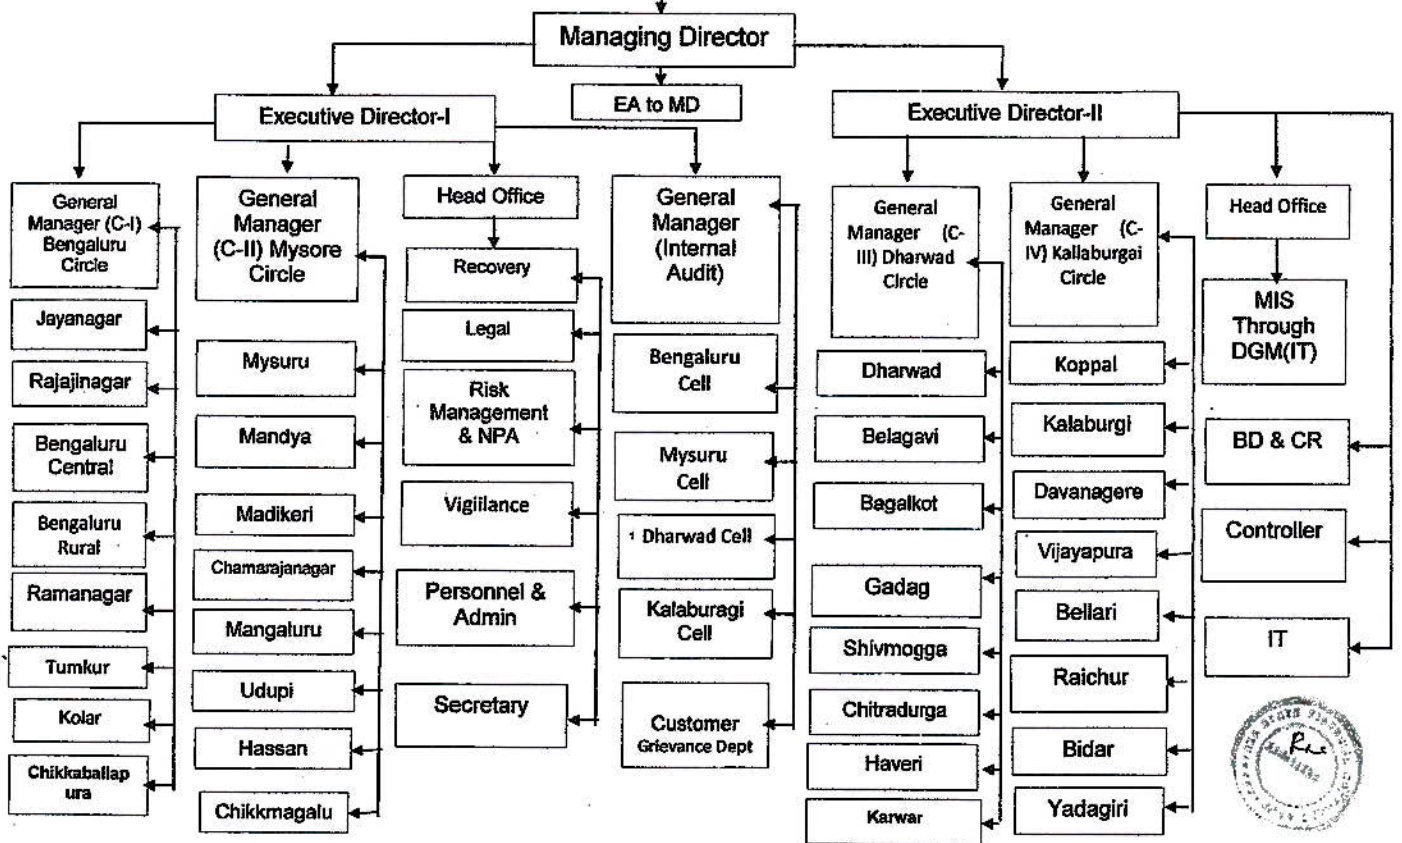 Managing Director
EA to MD
Executive Director-I
Executive Director-II
General
Manager (C-I)
Bengaluru
Circle
Jayanagar
Rajajinagar
Bengaluru
Central
Bengaluru
Rural
Ramanagar
Tumkur
Kolar
Chikkaballap
ura
General
Manager
(C-II) Mysore
Circle
Mysuru
Mandya
Madikeri
Chamarajanagar
Mangaluru
Udupi
Hassan
Chikkmagalu
Head Office
Recovery
Legal
Risk
Management
& NPA
Vigiilance
Personnel &
Admin
Secretary
General
Manager
(Internal
Audit)
Bengaluru
Cell
Mysuru
Cell
Dharwad Cell
Kalaburagi
Cell
Customer
Grievance Dept
General
Manager (C-
III) Dharwad
Circle
Dharwad
Belagavi
Bagalkot
Gadag
Shivmogga
Chitradurga
Haveri
Karwar
General
Manager (C-
IV) Kallaburgai
Circle
Koppal
Kalaburgi
Davanagere
Vijayapura
Bellari
Raichur
Bidar
Yadagiri
Head Office
MIS
Through
DGM(IT)
BD & CR
Controller
IT